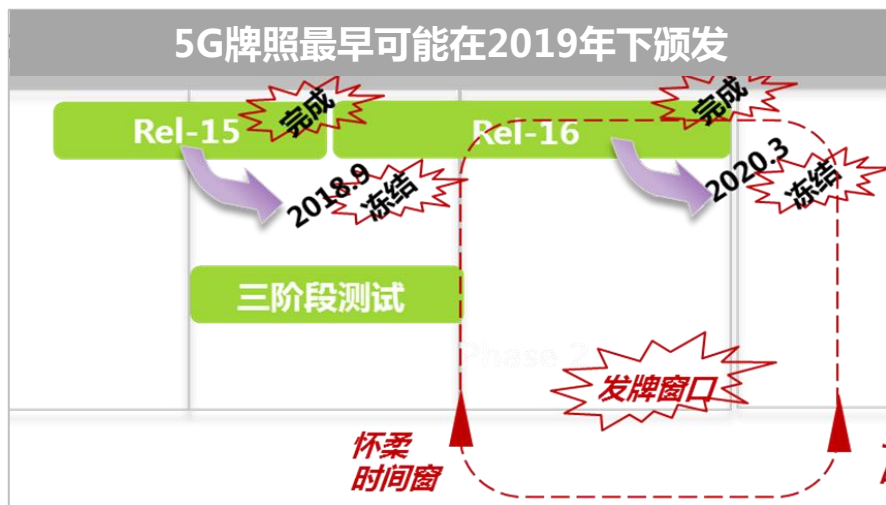 5G牌照最早可能在2019年下颁发
完成
完成
Rel-15
Rel-16
2018.9
冻结
2020.3
冻结
三阶段测试
Phase 2
发牌窗口
怀柔
时间窗